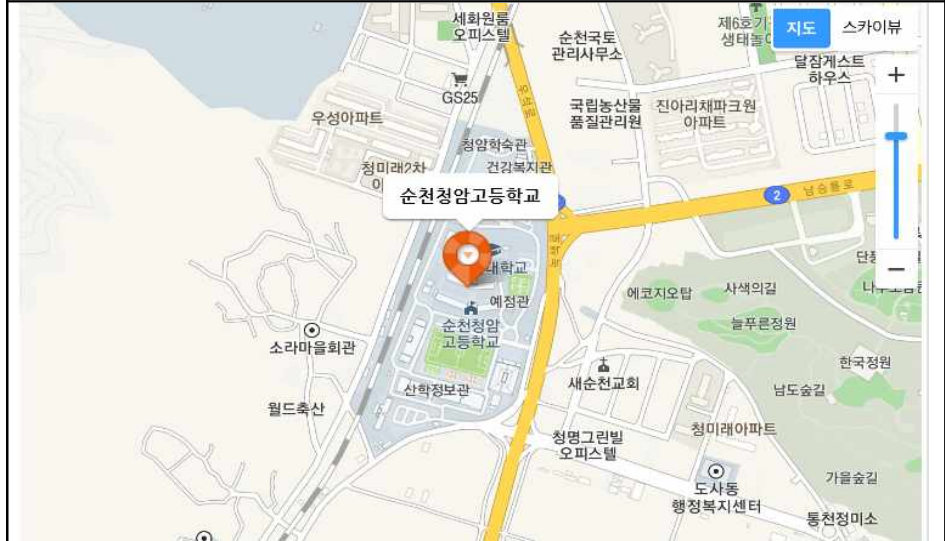 세화원룸
오피스텔
순천국토
관리사무소
제6호기
생태놀이
지도
스카이뷰
달잠게스트
하우스
+
GS25
우석로
국립농산물
품질관리원
진아리채파크원
아파트
우성아파트
청암학숙관
건강복지관
청미래2차
순천청암고등학교
2
남승룡로
녹색로
대학교
예점관
순천청암
고등학교
에코지오탑
사색의길
−
늘푸른정원
소라마을회관
한국정원
새순천교회
남도숲길
산학정보관
월드축산
청미래아파트
청명그린빌
오피스텔
도사동
행정복지센터
가을숲길
통천정미소